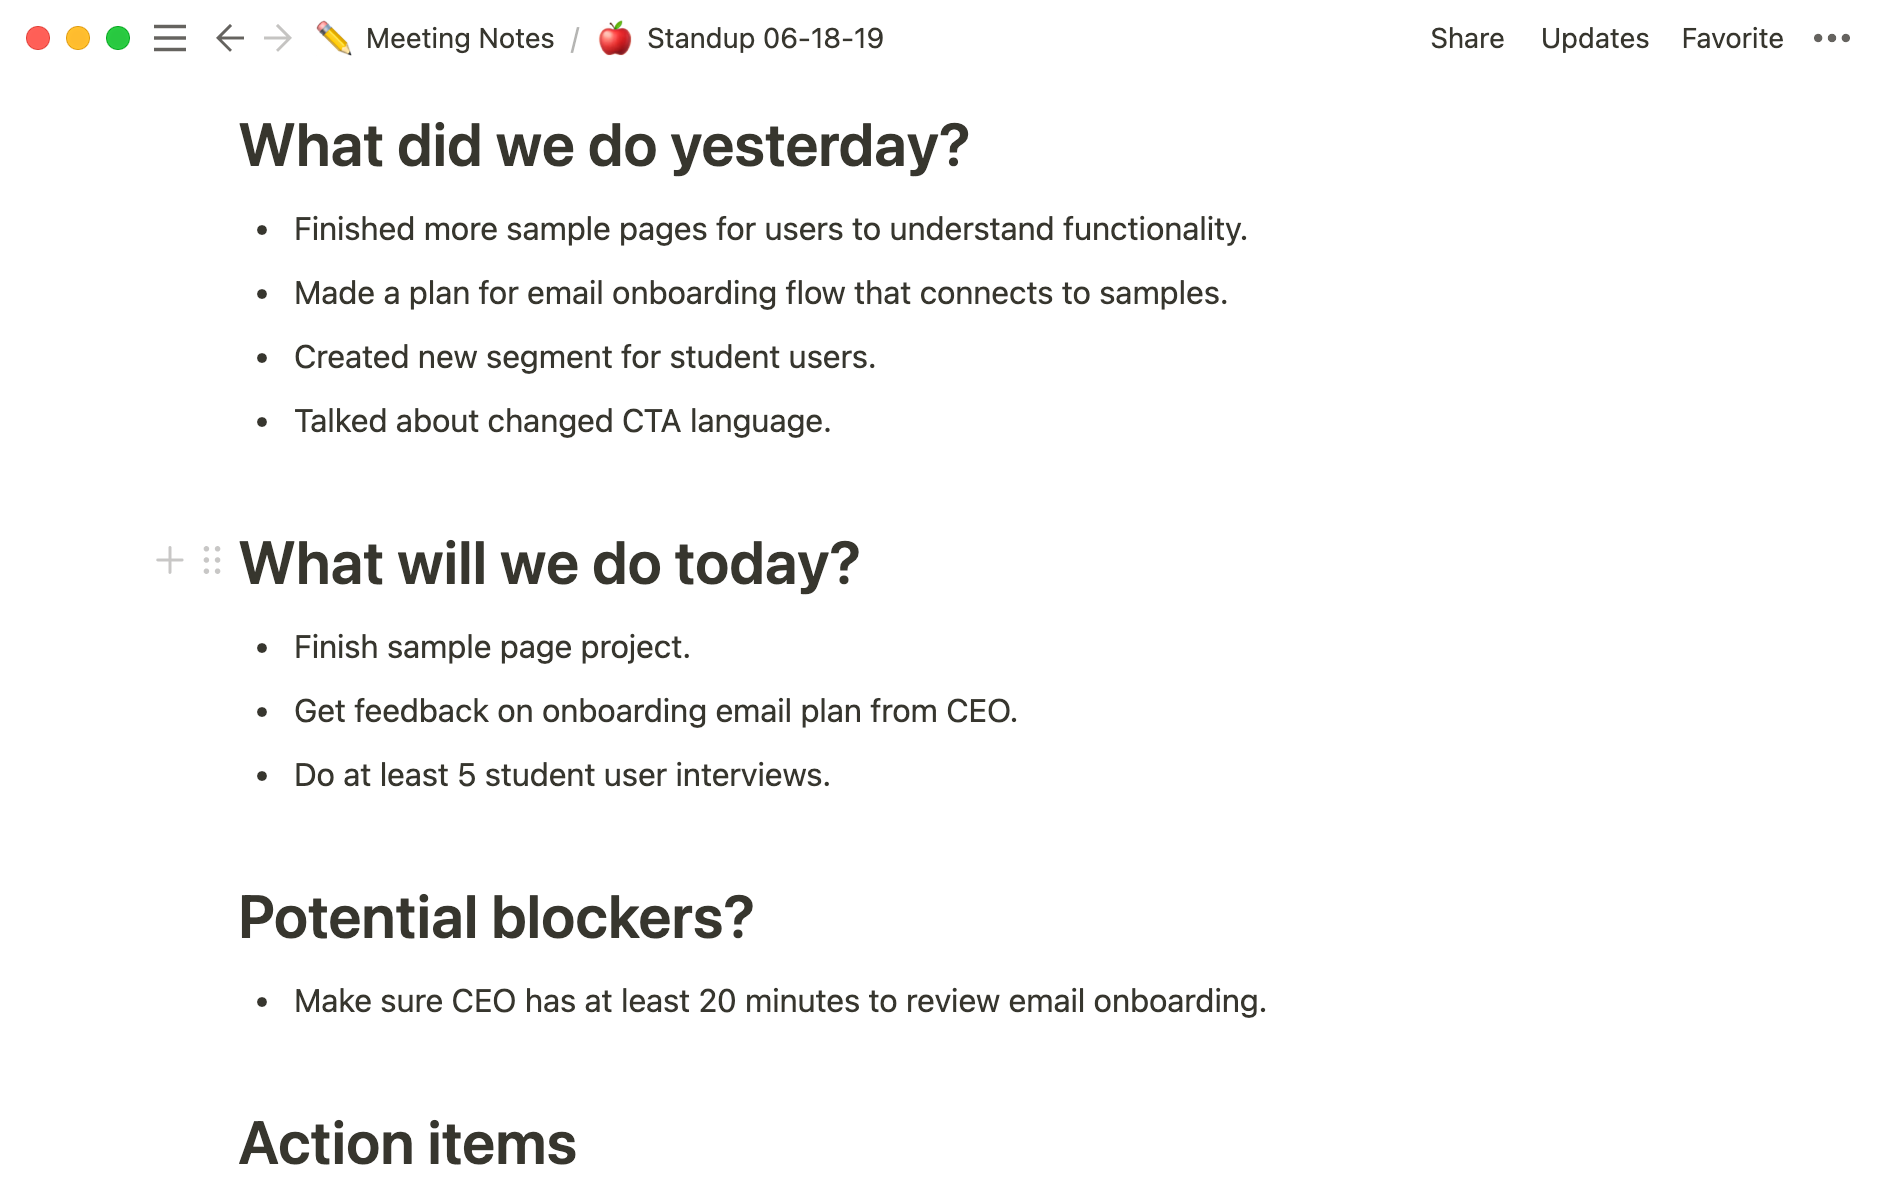 Meeting Notes / Standup 06-18-19 Share Updates Favorite
What did we do yesterday?
• Finished more sample pages for users to understand functionality.
• Made a plan for email onboarding flow that connects to samples.
• Created new segment for student users.
• Talked about changed CTA language.
What will we do today?
• Finish sample page project.
• Get feedback on onboarding email plan from CEO.
• Do at least 5 student user interviews.
Potential blockers?
• Make sure CEO has at least 20 minutes to review email onboarding.
Action items